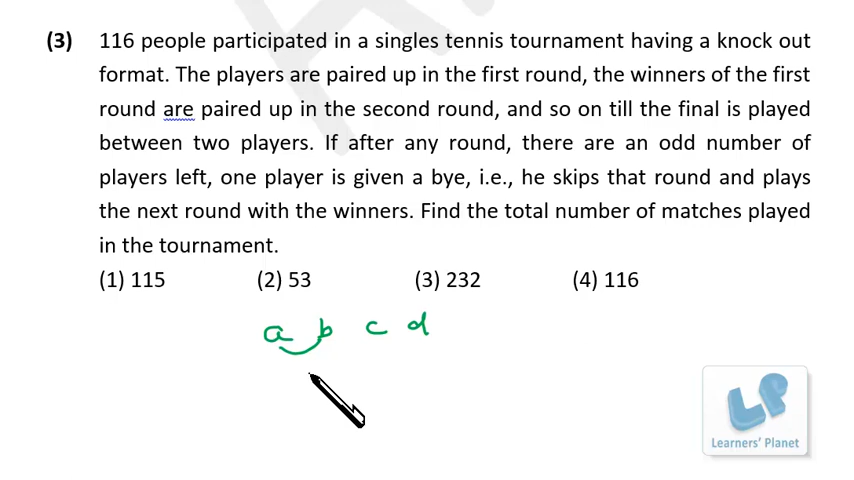 (3) 116 people participated in a singles tennis tournament having a knock out
format. The players are paired up in the first round, the winners of the first
round are paired up in the second round, and so on till the final is played
between two players. If after any round, there are an odd number of
players left, one player is given a bye, i.e., he skips that round and plays
the next round with the winners. Find the total number of matches played
in the tournament.
(1) 115 (2) 53 (3) 232 (4) 116
a b c d
LP
Learners' Planet